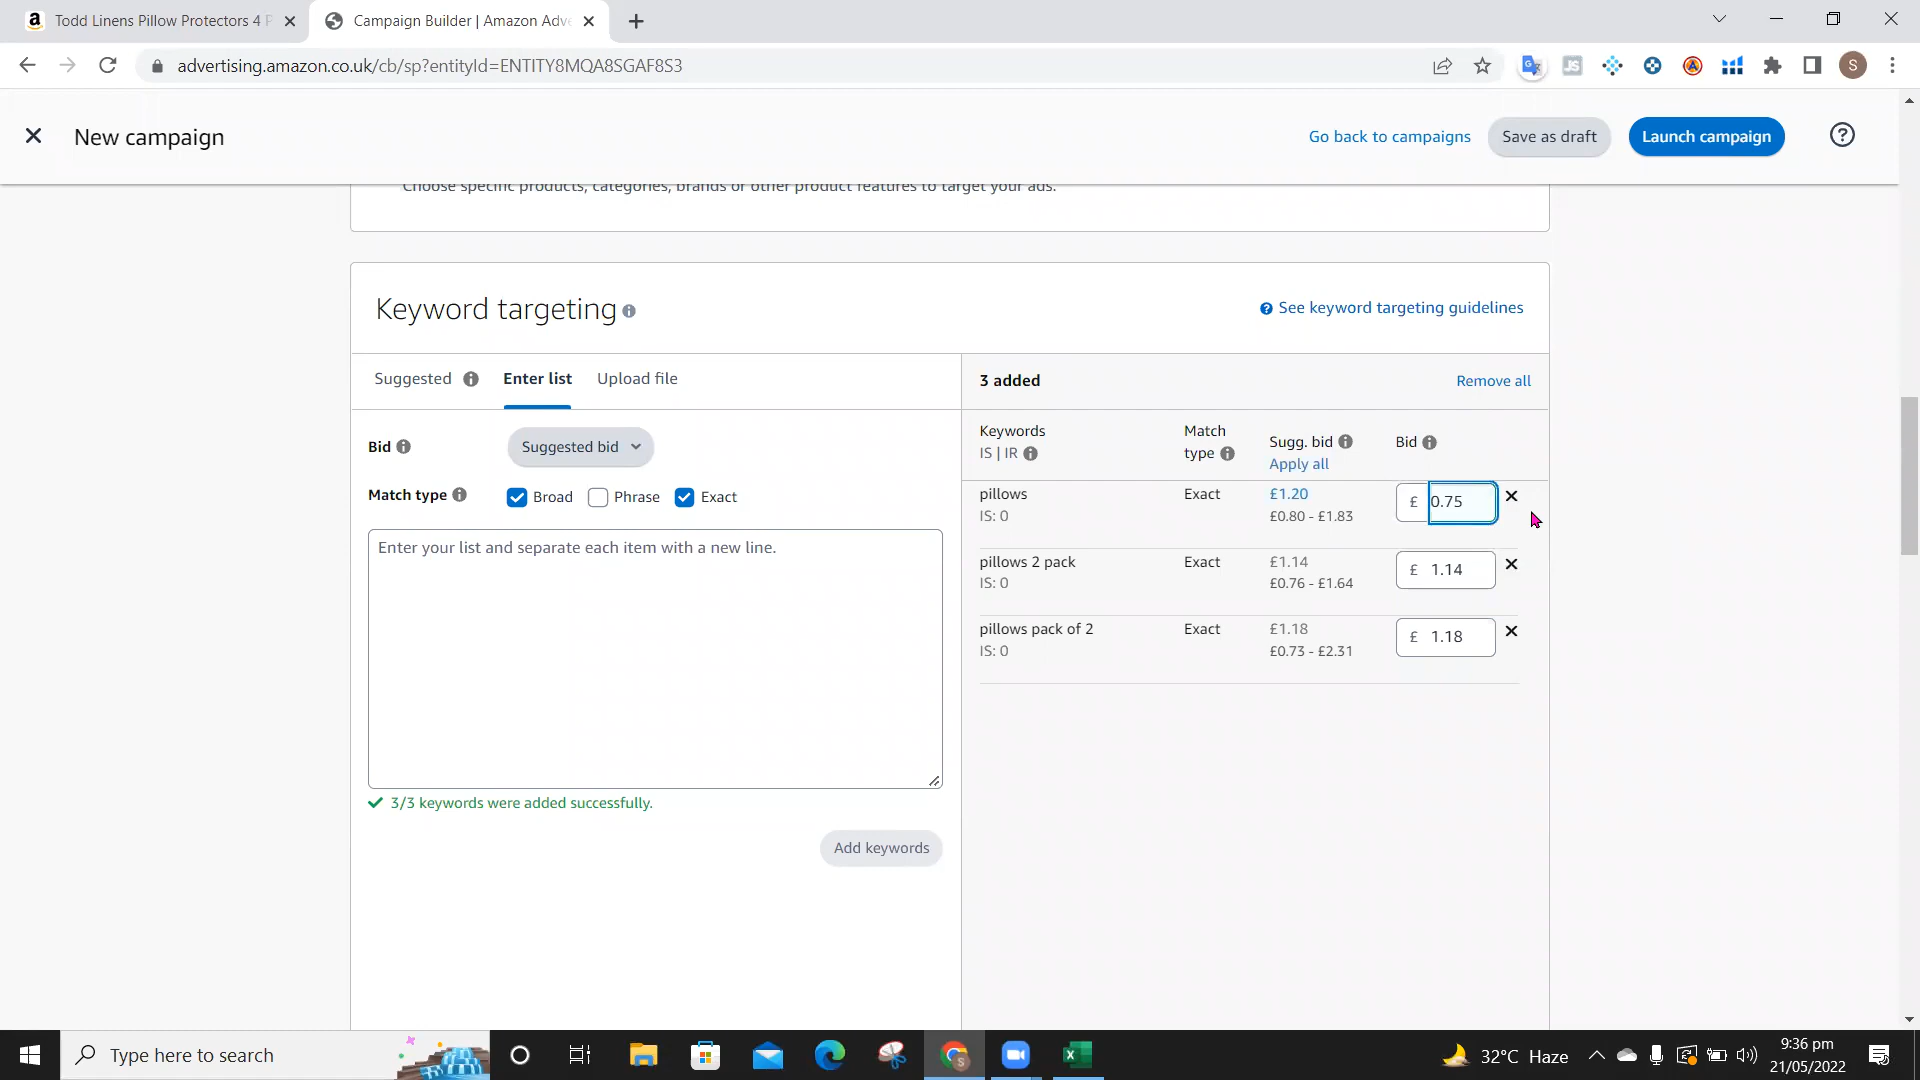 Todd Linens Pillow Protectors 4 P
Campaign Builder | Amazon Adve
advertising.amazon.co.uk/cb/sp?entityId=ENTITY8MQA8SGAF8S3
S
New campaign
Go back to campaigns
Save as draft
Launch campaign
Choose specific products, categories, brands or other product features to target your ads.
Keyword targeting
See keyword targeting guidelines
Suggested
Enter list
Upload file
3 added
Remove all
Bid
Suggested bid
Match type
Broad
Phrase
Exact
Enter your list and separate each item with a new line.
3/3 keywords were added successfully.
Add keywords
Keywords
IS | IR
Match
type
Sugg. bid
Apply all
Bid
pillows
IS: 0
Exact
£1.20
£0.80 - £1.83
£ 0.75
pillows 2 pack
IS: 0
Exact
£1.14
£0.76 - £1.64
£ 1.14
pillows pack of 2
IS: 0
Exact
£1.18
£0.73 - £2.31
£ 1.18
Type here to search
32°C Haze
9:36 pm
21/05/2022